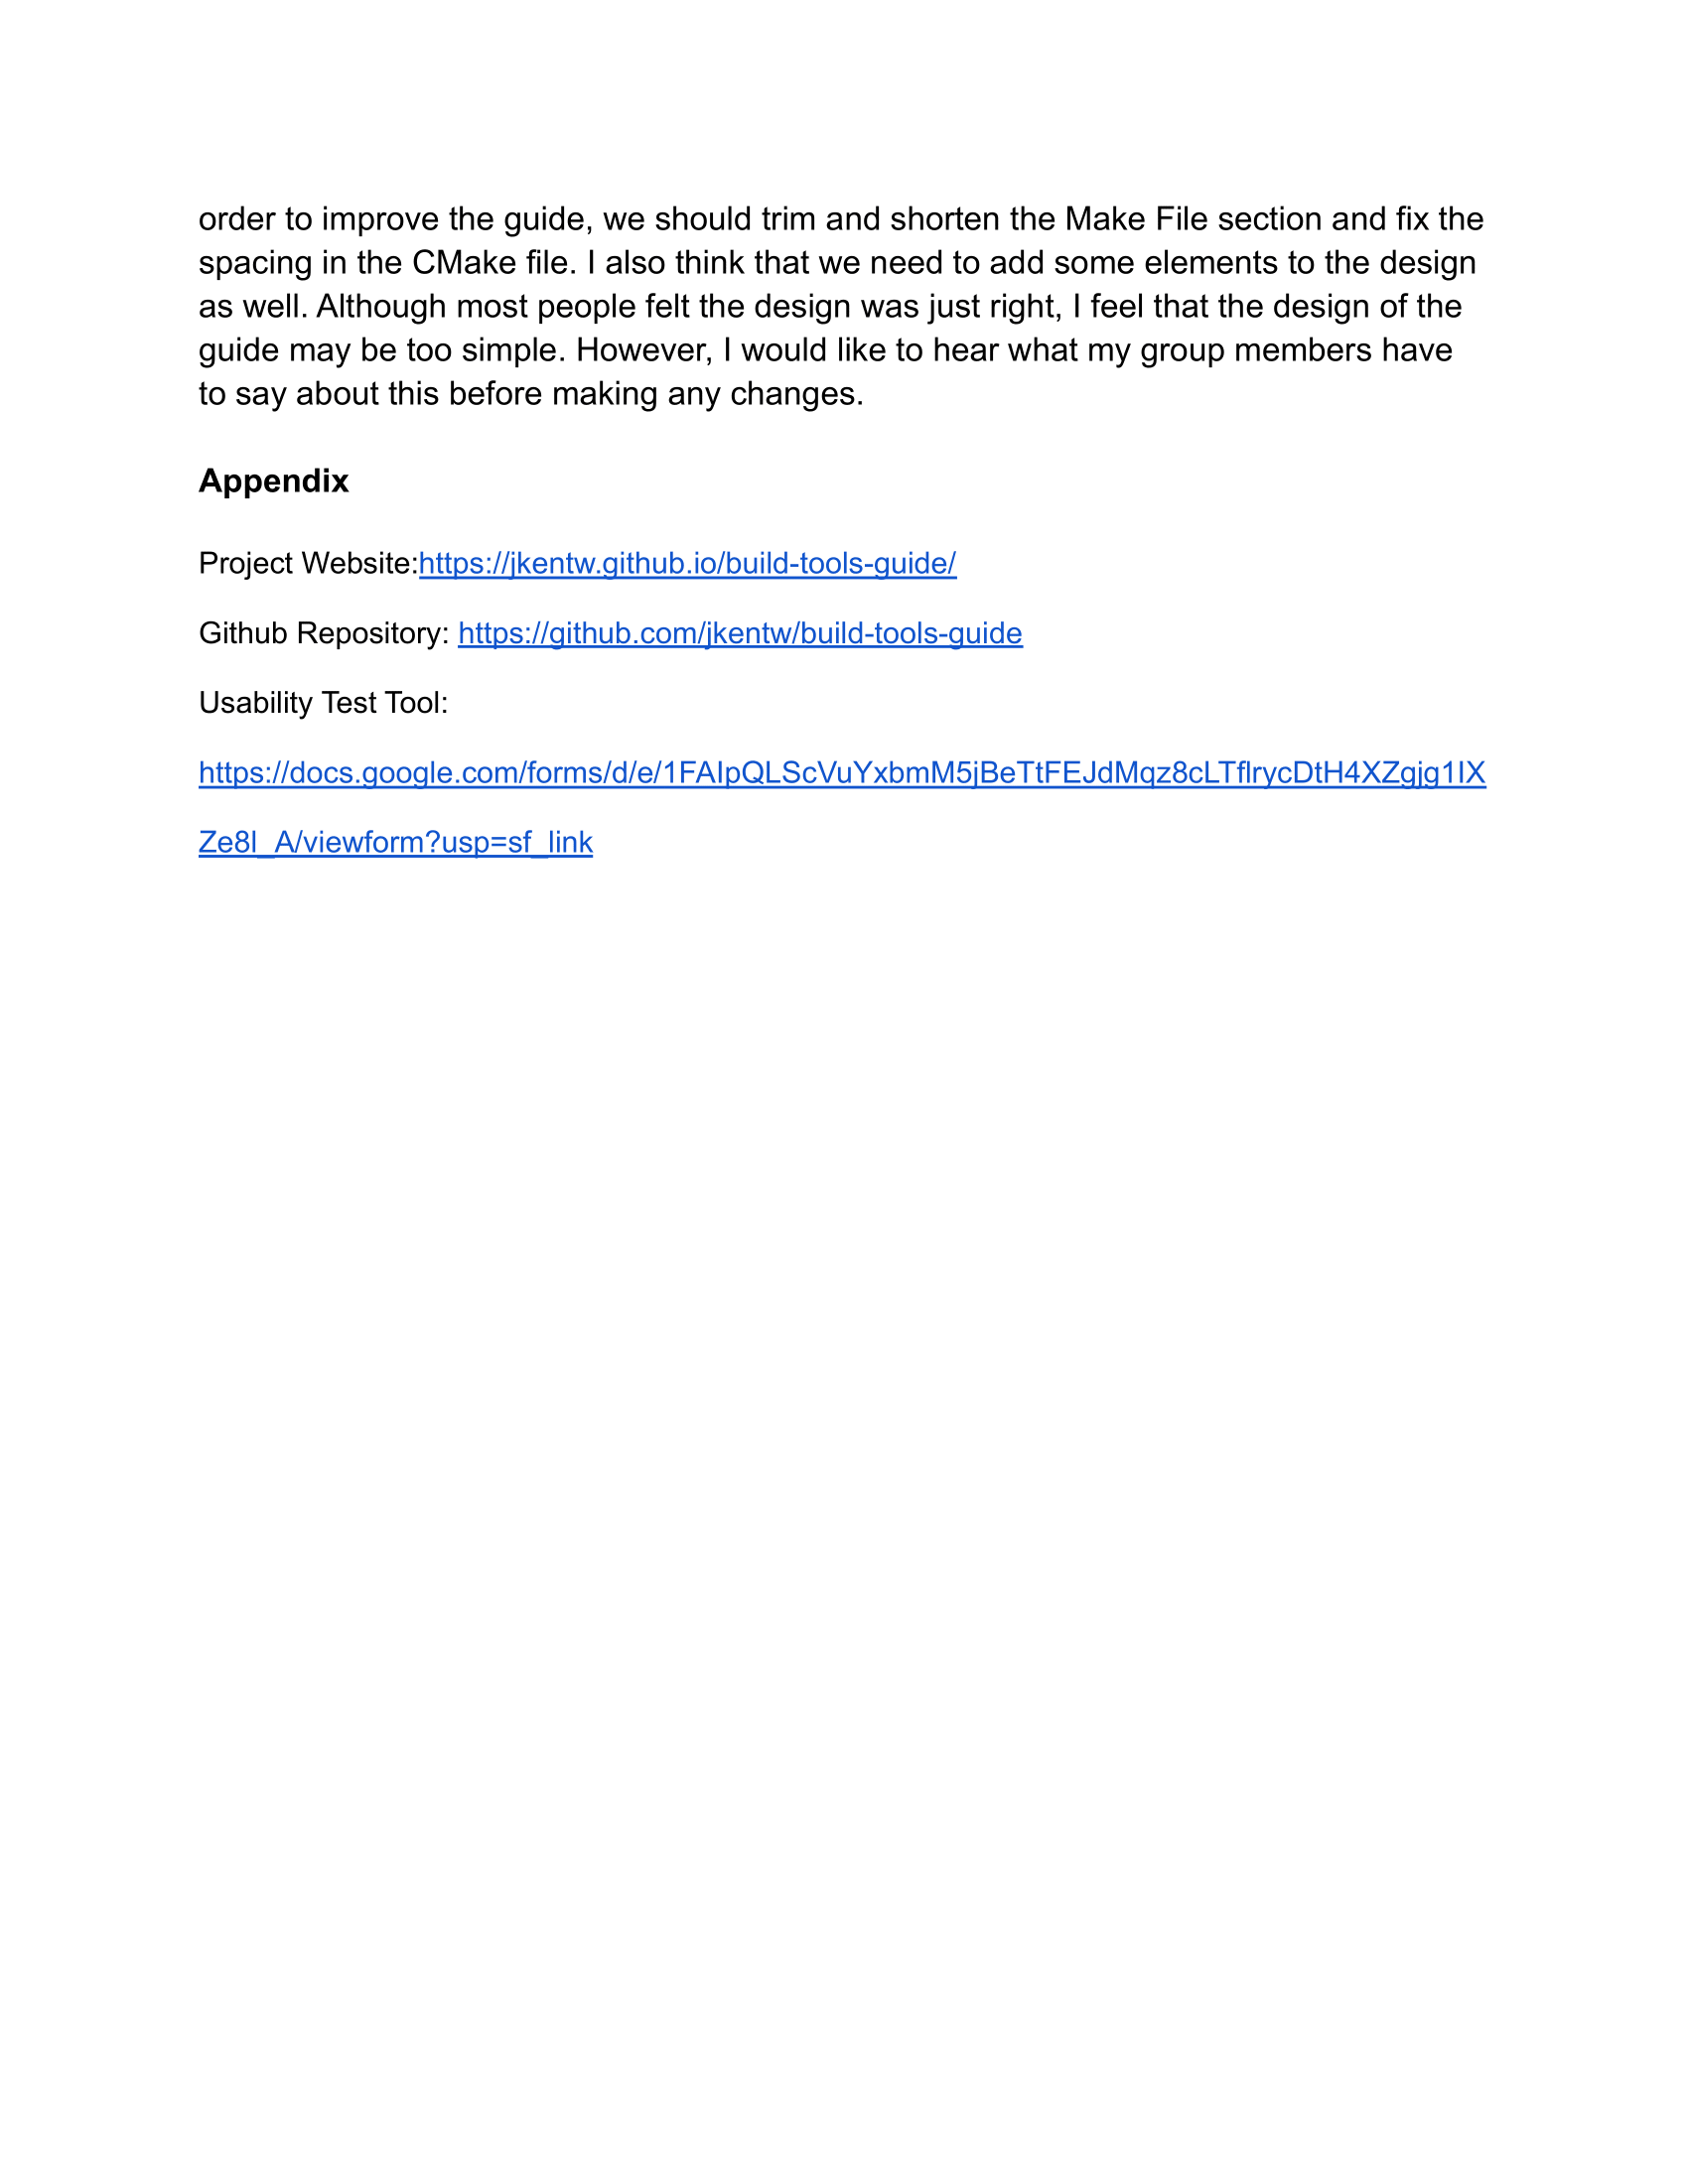 order to improve the guide, we should trim and shorten the Make File section and fix the
spacing in the CMake file. I also think that we need to add some elements to the design
as well. Although most people felt the design was just right, I feel that the design of the
guide may be too simple. However, I would like to hear what my group members have
to say about this before making any changes.
Appendix
Project Website:https://jkentw.github.io/build-tools-guide/
Github Repository: https://github.com/jkentw/build-tools-guide
Usability Test Tool:
https://docs.google.com/forms/d/e/1FAIpQLScVuYxbmM5jBeTtFEJdMqz8cLTflrycDtH4XZgjg1IX
Ze8l_A/viewform?usp=sf_link